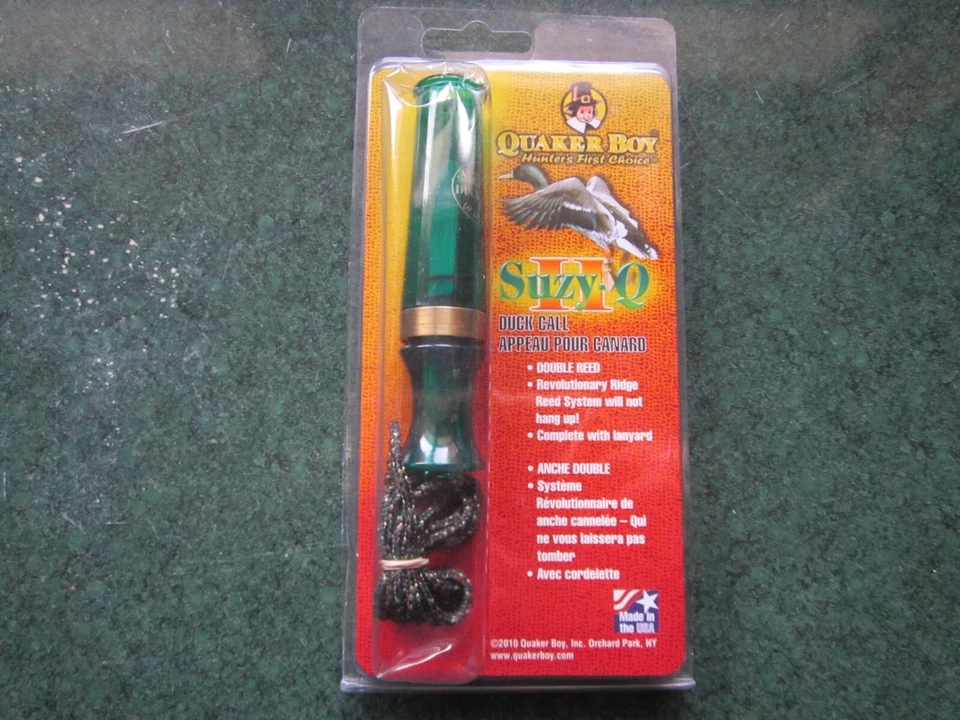 QUAKER BOY
Hunter's First Choice
Suzy-Q
II
DUCK CALL
APPEAU POUR CANARD
• DOUBLE REED
• Revolutionary Ridge
Reed System will not
hang up!
• Complete with lanyard
• ANCHE DOUBLE
• Système
Révolutionnaire de
anche cannelée – Qui
ne vous laissera pas
tomber
• Avec cordelette
Made in
the USA
©2010 Quaker Boy, Inc. Orchard Park, NY
www.quakerboy.com